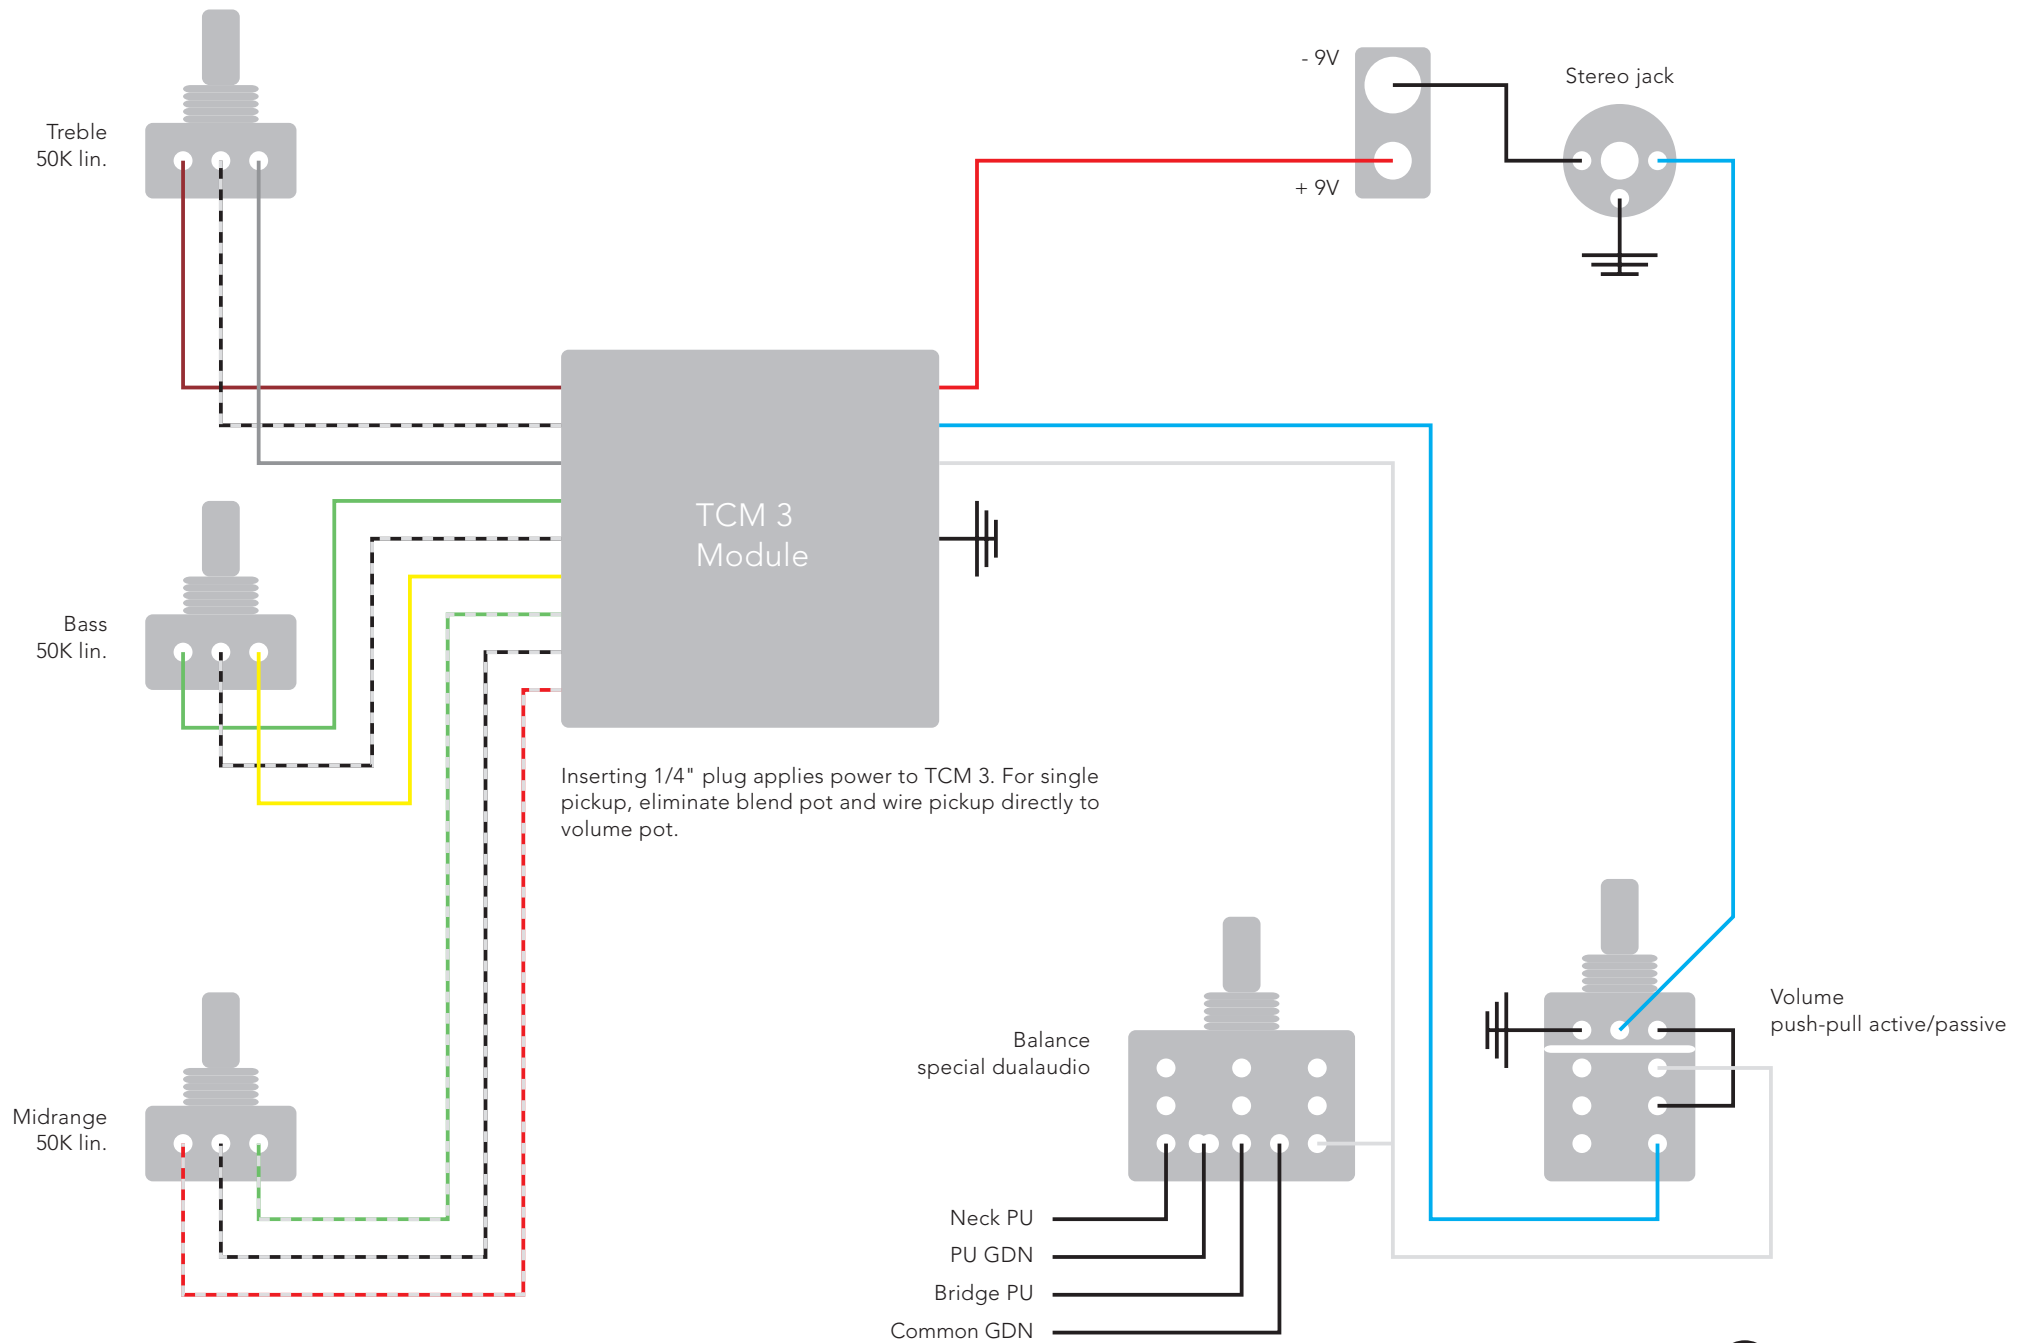 - 9V
Stereo jack
Treble
50K lin.
+ 9V
TCM 3
Module
Bass
50K lin.
Inserting 1/4" plug applies power to TCM 3. For single
pickup, eliminate blend pot and wire pickup directly to
volume pot.
Volume
push-pull active/passive
Balance
special dualaudio
Midrange
50K lin.
Neck PU
PU GDN
Bridge PU
Common GDN